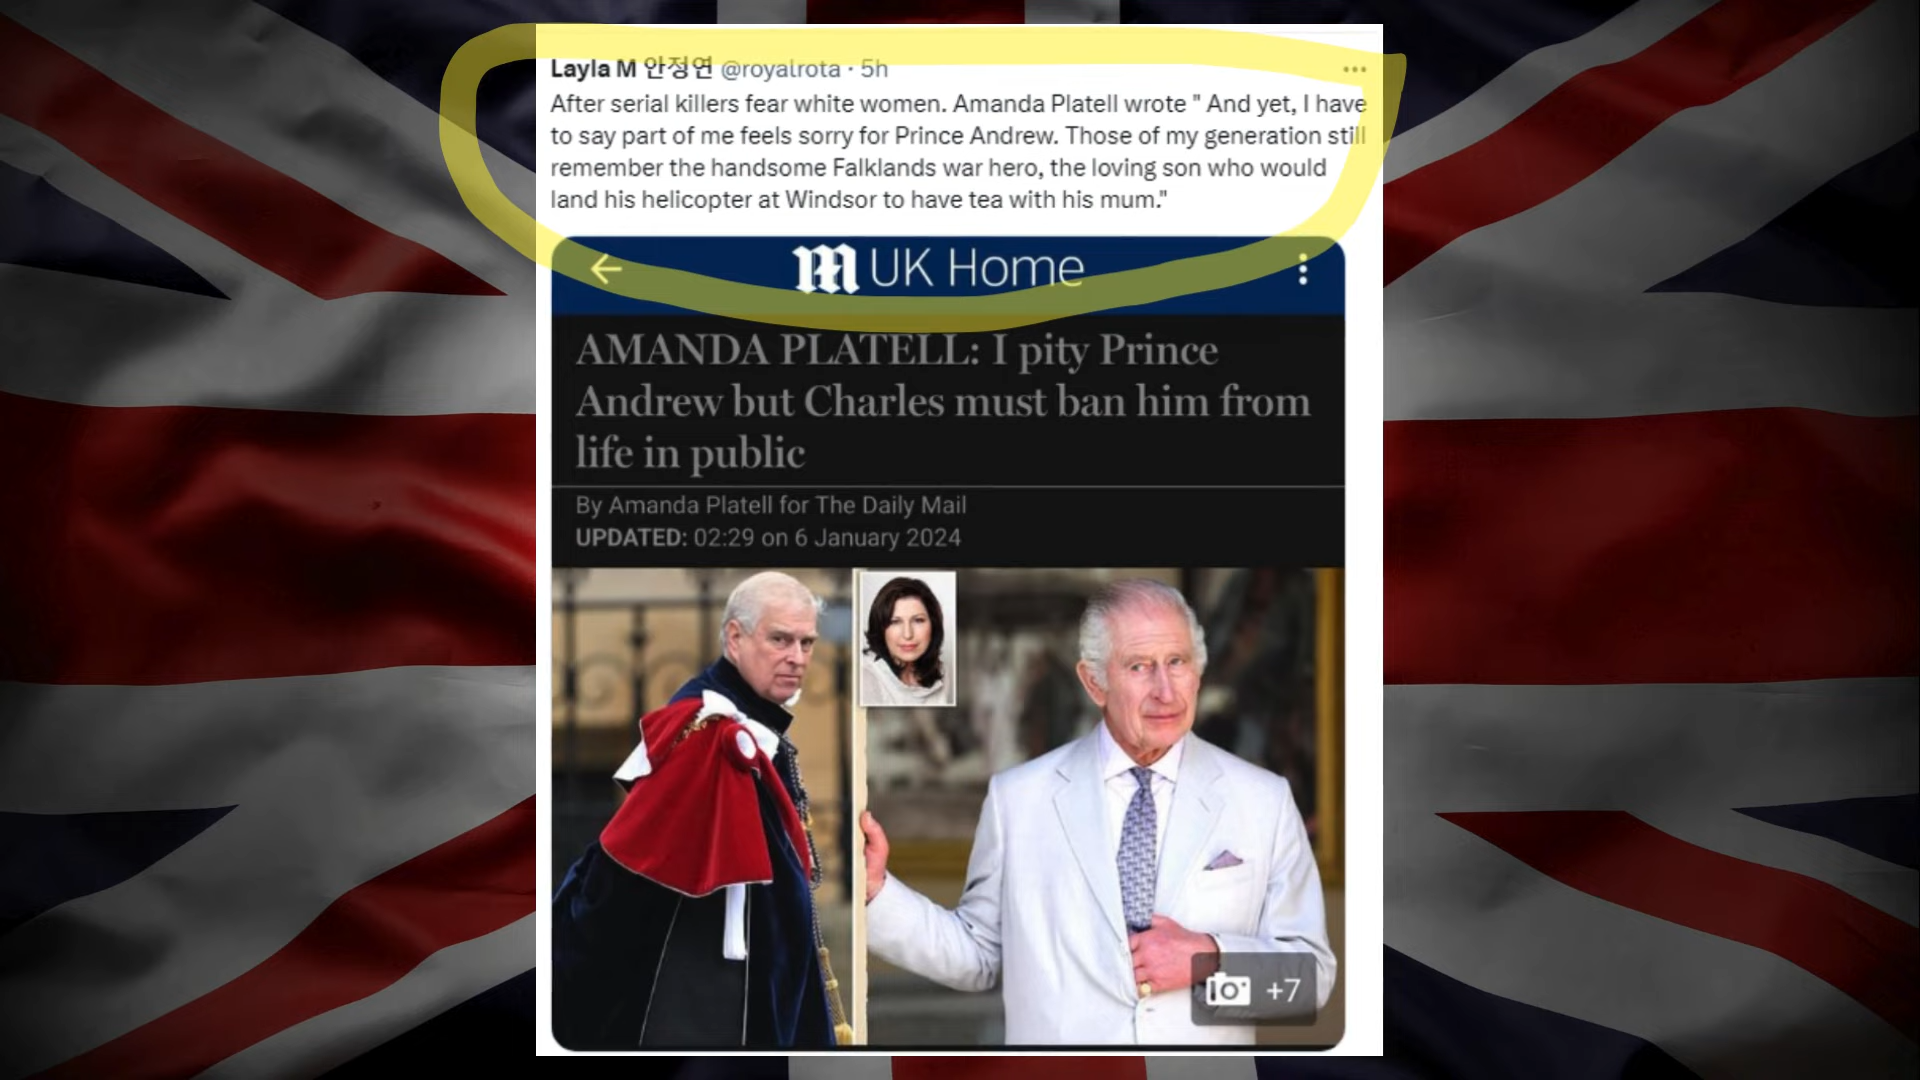 Layla M 안정연 @royalrota · 5h
After serial killers fear white women. Amanda Platell wrote " And yet, I have
to say part of me feels sorry for Prince Andrew. Those of my generation still
remember the handsome Falklands war hero, the loving son who would
land his helicopter at Windsor to have tea with his mum."
M UK Home
AMANDA PLATELL: I pity Prince
Andrew but Charles must ban him from
life in public
By Amanda Platell for The Daily Mail
UPDATED: 02:29 on 6 January 2024
+7